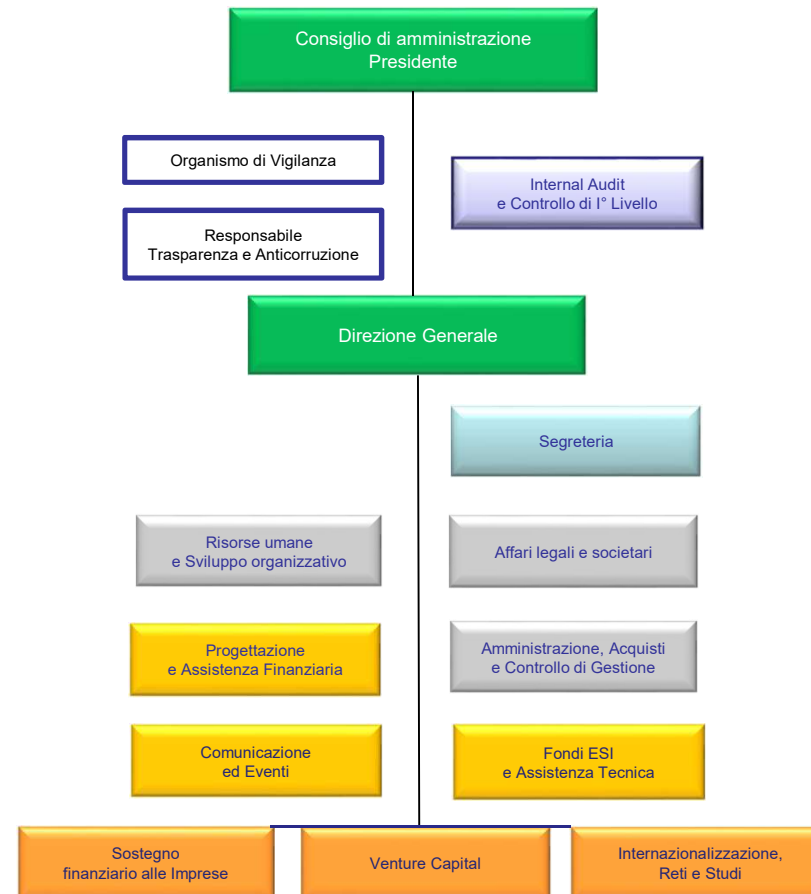 Consiglio di amministrazione
Presidente
Organismo di Vigilanza
Internal Audit
e Controllo di I° Livello
Responsabile
Trasparenza e Anticorruzione
Direzione Generale
Segreteria
Risorse umane
e Sviluppo organizzativo
Affari legali e societari
Progettazione
e Assistenza Finanziaria
Amministrazione, Acquisti
e Controllo di Gestione
Comunicazione
ed Eventi
Fondi ESI
e Assistenza Tecnica
Sostegno
finanziario alle Imprese
Venture Capital
Internazionalizzazione,
Reti e Studi